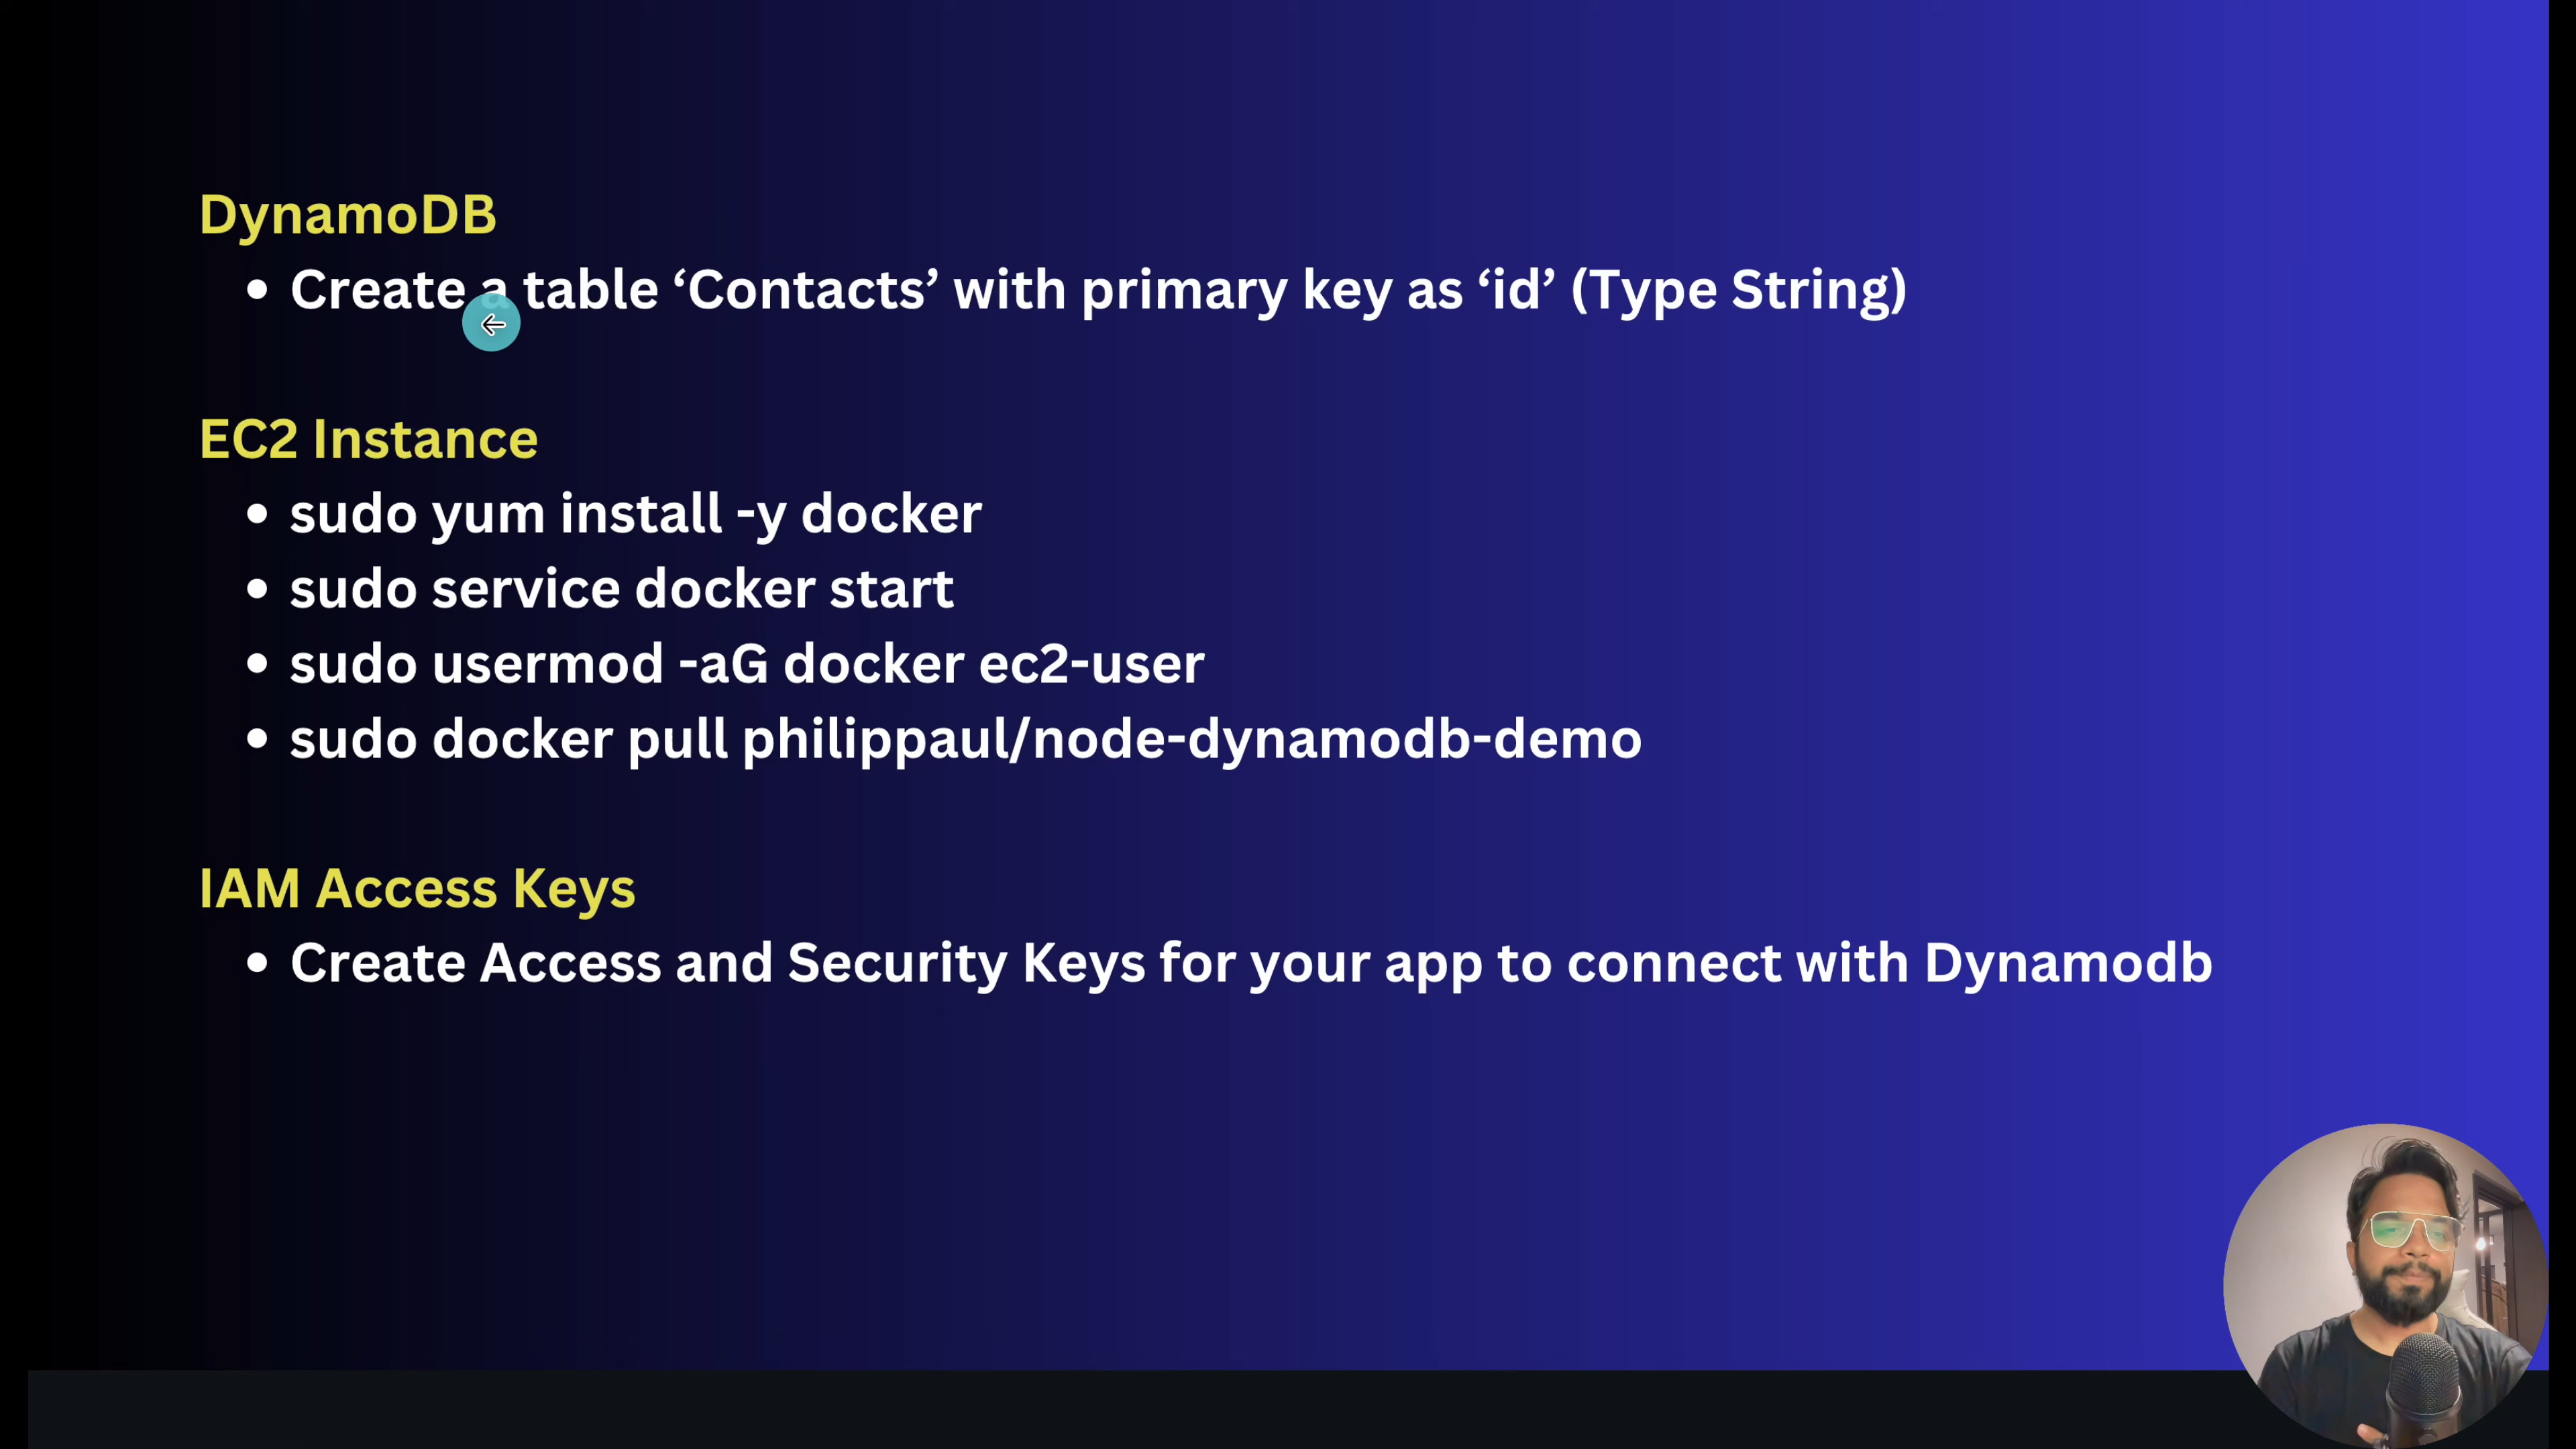 DynamoDB
• Create a table ‘Contacts’ with primary key as ‘id’ (Type String)
EC2 Instance
• sudo yum install -y docker
• sudo service docker start
• sudo usermod -aG docker ec2-user
• sudo docker pull philippaul/node-dynamodb-demo
IAM Access Keys
• Create Access and Security Keys for your app to connect with Dynamodb